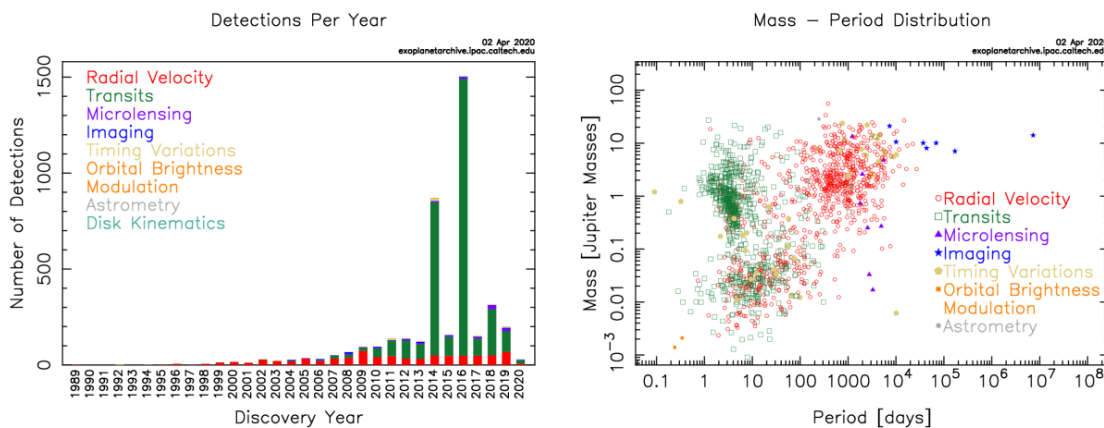 Detections Per Year
02 Apr 2020
exoplanetarchive.ipac.caltech.edu
1500
1000
500
0
Number of Detections
Radial Velocity
Transits
Microlensing
Imaging
Timing Variations
Orbital Brightness
Modulation
Astrometry
Disk Kinematics
1989
1990
1991
1992
1993
1994
1995
1996
1997
1998
1999
2000
2001
2002
2003
2004
2005
2006
2007
2008
2009
2010
2011
2012
2013
2014
2015
2016
2017
2018
2019
2020
Discovery Year
Mass – Period Distribution
02 Apr 2020
exoplanetarchive.ipac.caltech.edu
100
10
1
0.1
0.01
10⁻³
Mass [Jupiter Masses]
Radial Velocity
Transits
Microlensing
Imaging
Timing Variations
Orbital Brightness
Modulation
Astrometry
0.1
1
10
100
1000
10⁴
10⁵
10⁶
10⁷
10⁸
Period [days]